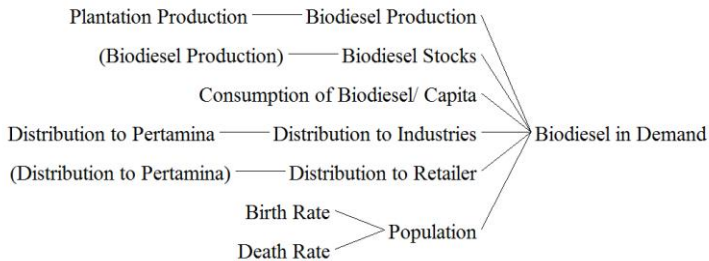 Plantation Production
Biodiesel Production
(Biodiesel Production)
Biodiesel Stocks
Consumption of Biodiesel/ Capita
Distribution to Pertamina
Distribution to Industries
Biodiesel in Demand
(Distribution to Pertamina)
Distribution to Retailer
Birth Rate
Population
Death Rate